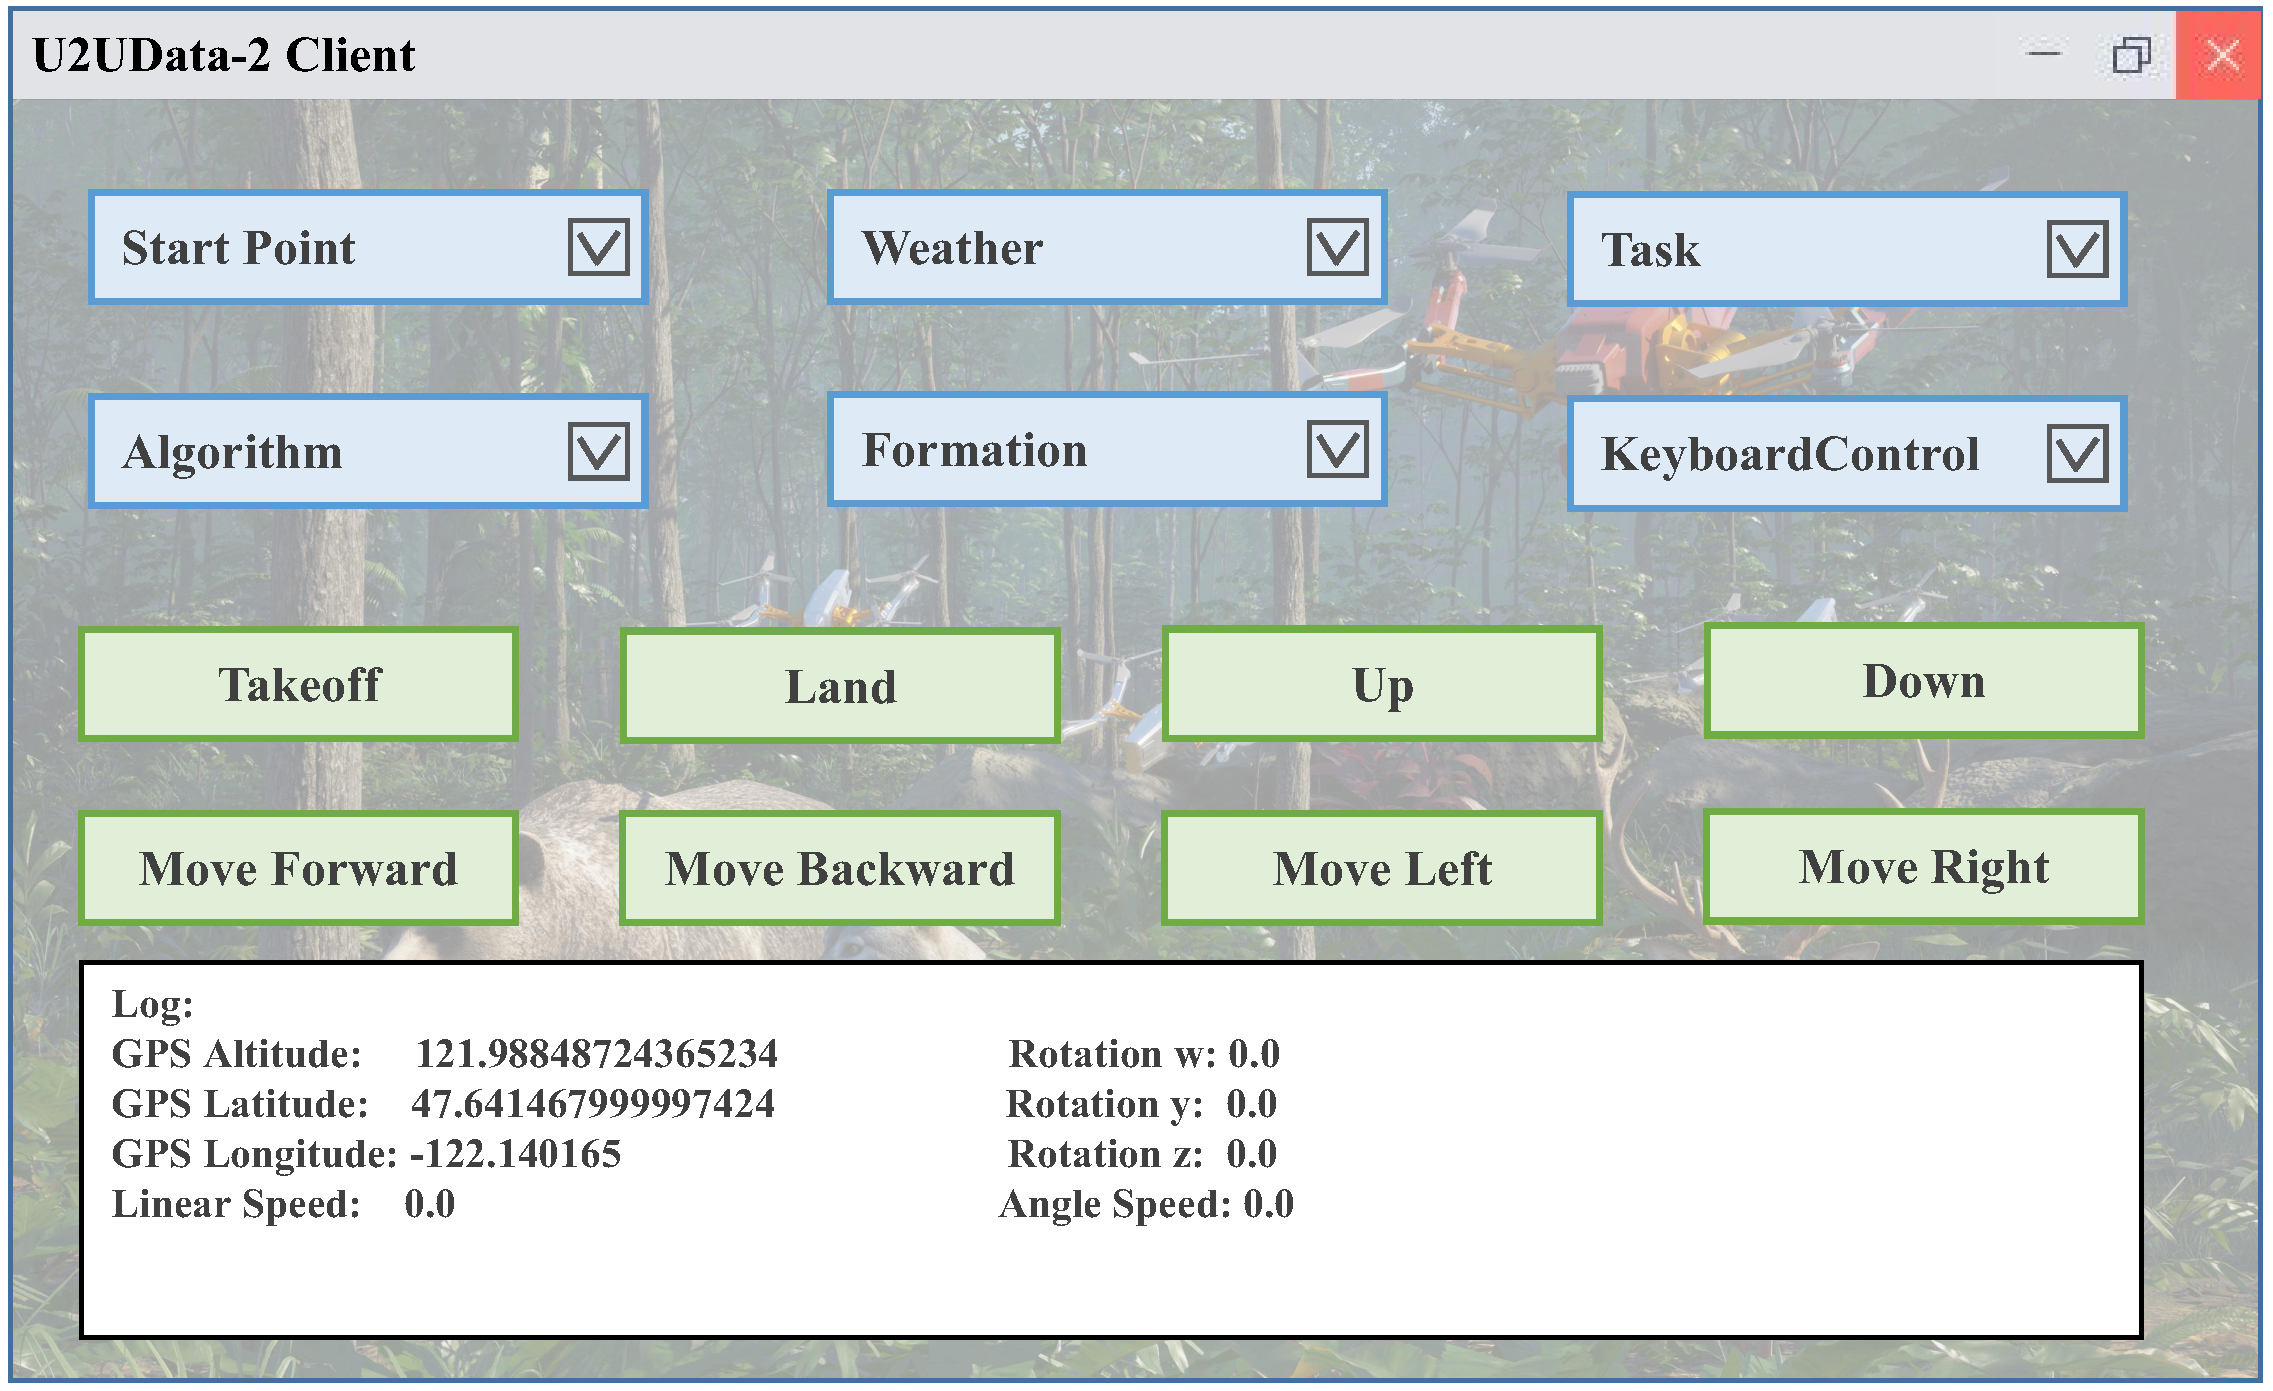 U2UData-2 Client
Start Point
Weather
Task
Algorithm
Formation
KeyboardControl
Takeoff
Land
Up
Down
Move Forward
Move Backward
Move Left
Move Right
Log:
GPS Altitude: 121.98848724365234 Rotation w: 0.0
GPS Latitude: 47.641467999997424 Rotation y: 0.0
GPS Longitude: -122.140165 Rotation z: 0.0
Linear Speed: 0.0 Angle Speed: 0.0